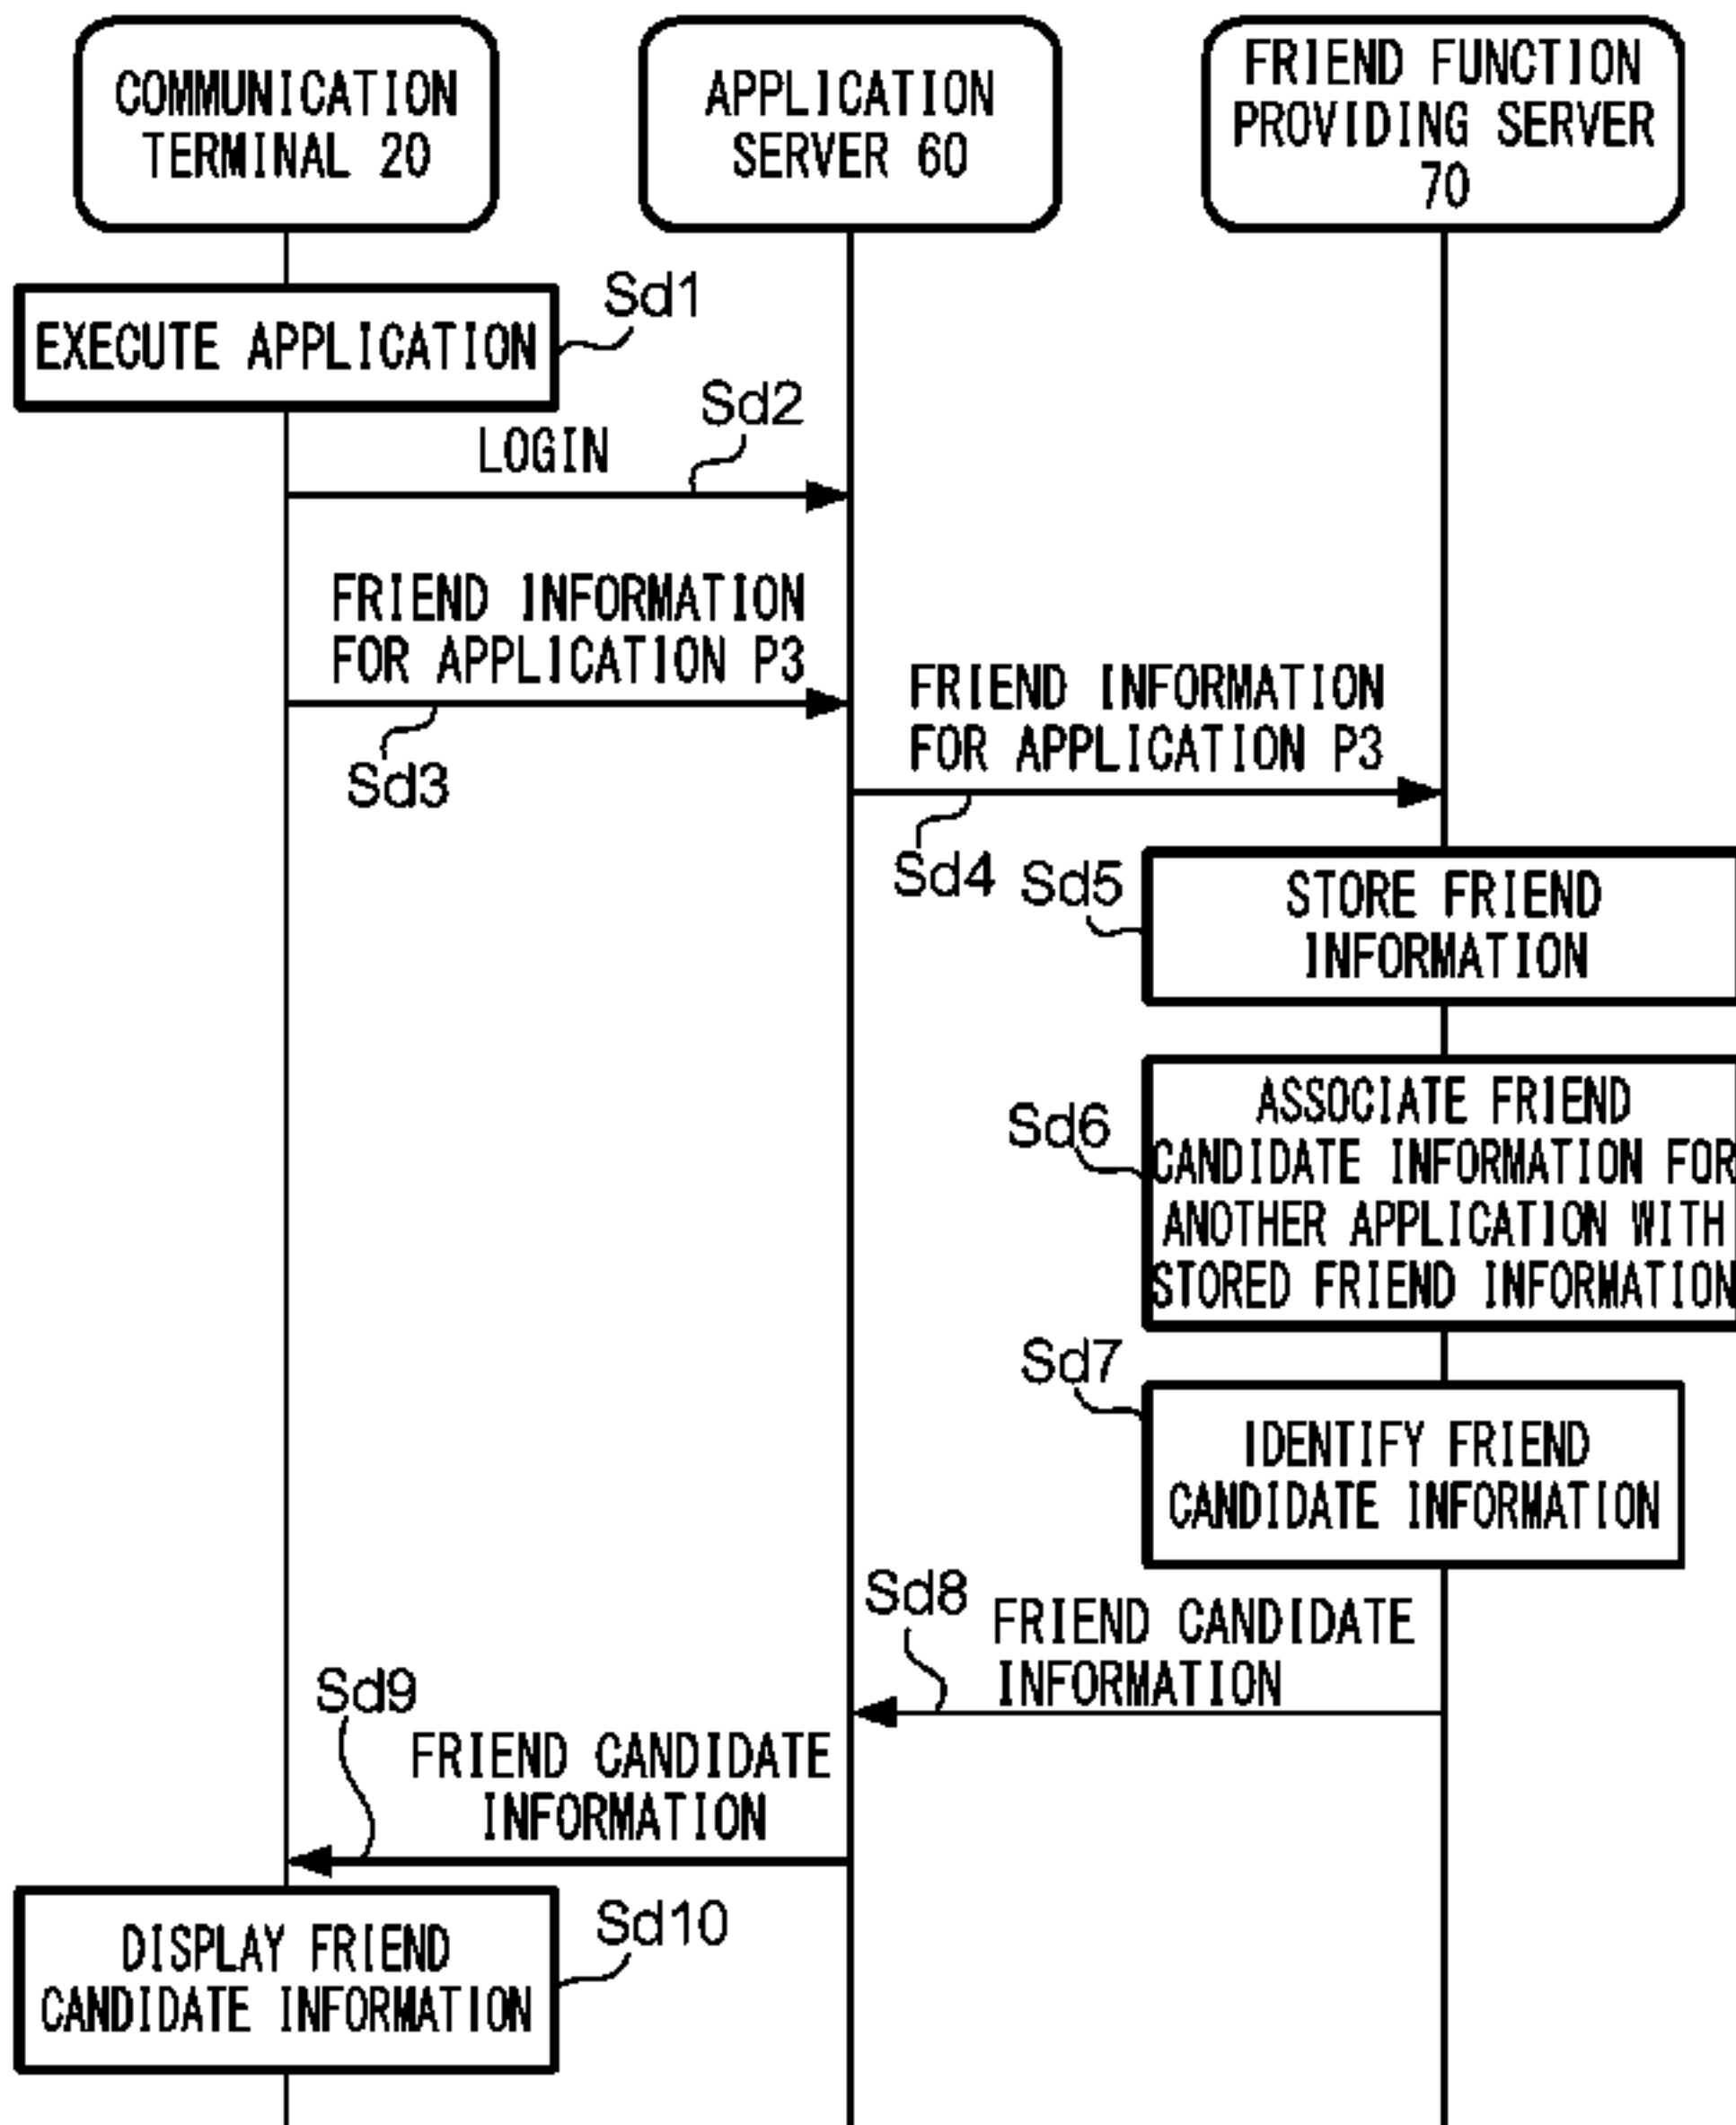 COMMUNICATION
TERMINAL 20
APPLICATION
SERVER 60
FRIEND FUNCTION
PROVIDING SERVER
70
EXECUTE APPLICATION
Sd1
LOGIN
Sd2
FRIEND INFORMATION
FOR APPLICATION P3
Sd3
FRIEND INFORMATION
FOR APPLICATION P3
Sd4
Sd5
STORE FRIEND
INFORMATION
Sd6
ASSOCIATE FRIEND
CANDIDATE INFORMATION FOR
ANOTHER APPLICATION WITH
STORED FRIEND INFORMATION
Sd7
IDENTIFY FRIEND
CANDIDATE INFORMATION
Sd8
FRIEND CANDIDATE
INFORMATION
Sd9
FRIEND CANDIDATE
INFORMATION
DISPLAY FRIEND
CANDIDATE INFORMATION
Sd10